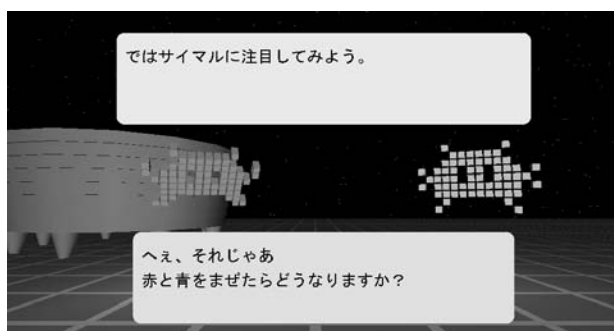 ではサイマルに注目してみよう。
へぇ、それじゃあ
赤と青をまぜたらどうなりますか？